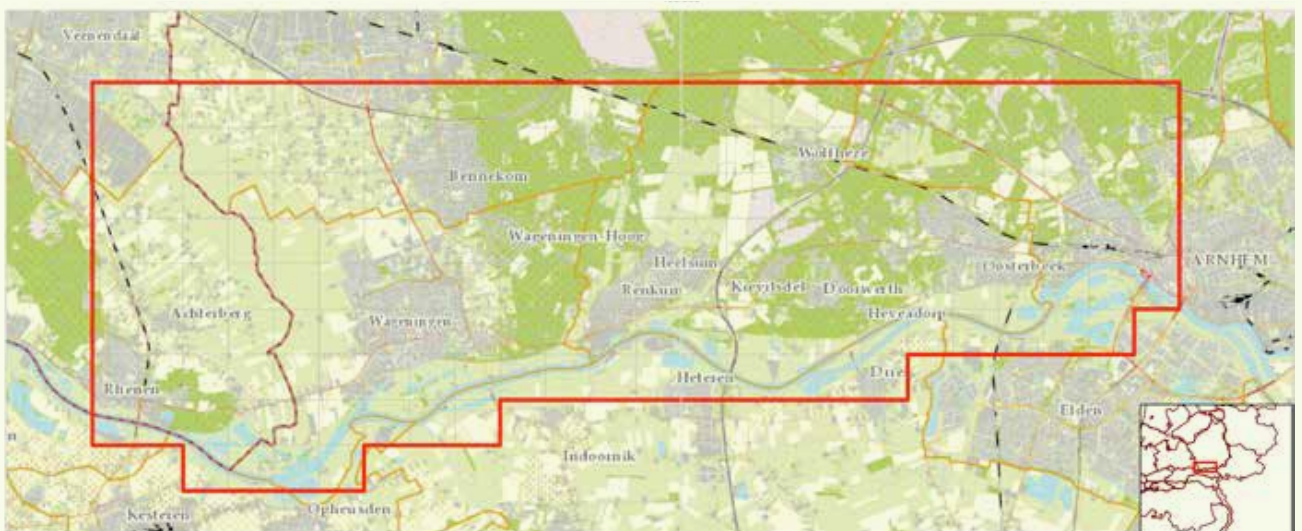 Veenendaal
Wolfheze
Bennekom
Wageningen-Hoog
Heelsum
Oosterbeek
ARNHEM
Renkum
Kievitsdel
Doorwerth
Achterberg
Wageningen
Heveadorp
Driel
Heteren
Rhenen
Elden
n
Indoornik
Kesteren
Opheusden